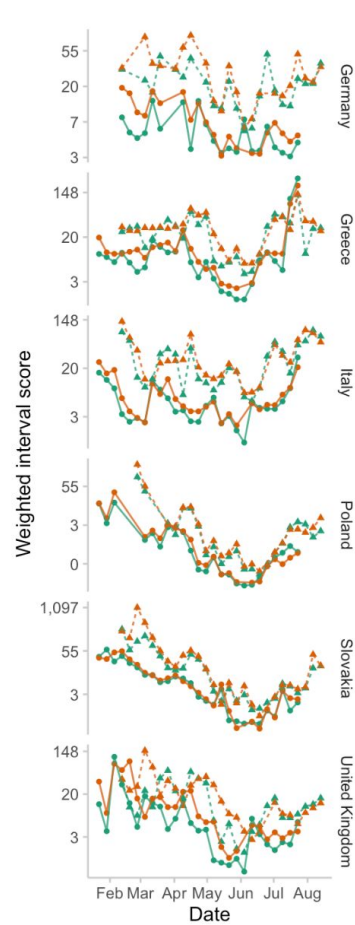 Weighted interval score
55
20
7
3
Germany
148
20
3
Greece
148
20
3
Italy
55
3
0
Poland
1,097
55
3
Slovakia
148
20
3
United Kingdom
Feb Mar Apr May Jun Jul Aug
Date